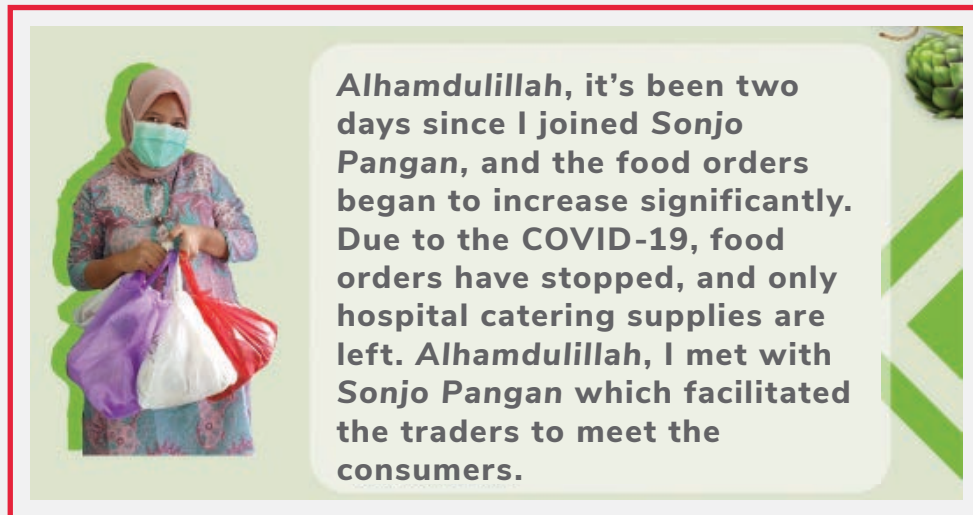 Alhamdulillah, it’s been two
days since I joined Sonjo
Pangan, and the food orders
began to increase significantly.
Due to the COVID-19, food
orders have stopped, and only
hospital catering supplies are
left. Alhamdulillah, I met with
Sonjo Pangan which facilitated
the traders to meet the
consumers.